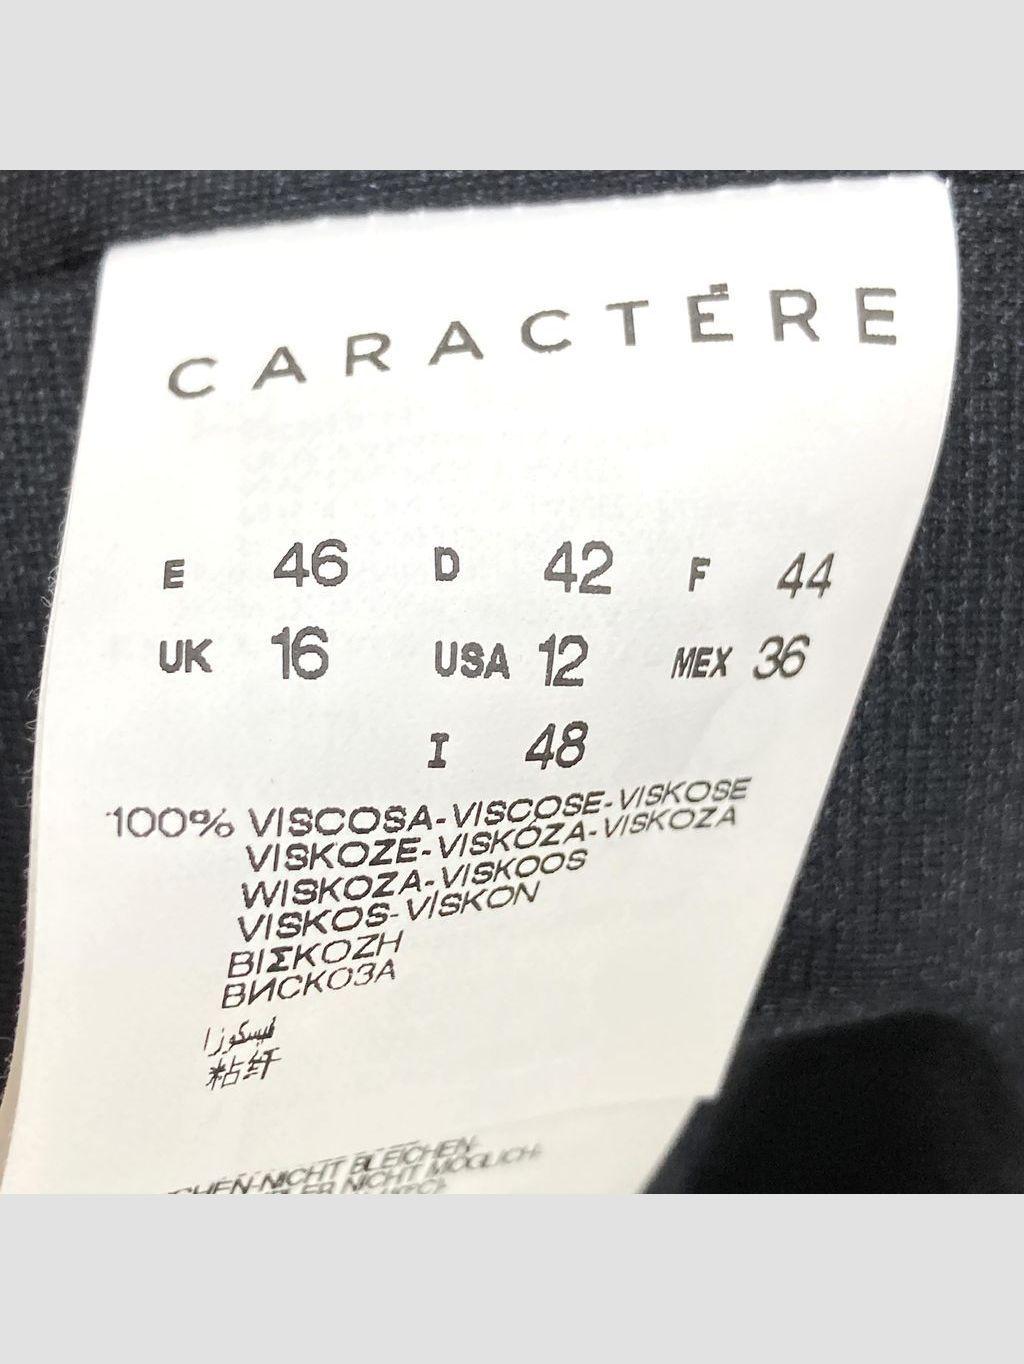 CARACTÈRE
E 46 D 42 F 44
UK 16 USA 12 MEX 36
I 48
100% VISCOSA-VISCOSE-VISKOSE
VISKOZE-VISKÓZA-VISKOZA
WISKOZA-VISKOOS
VISKOS-VISKON
ΒΙΣΚΟΖΗ
ВИСКОЗА
فيسكوزا
粘纤
NICHT BLEICHEN-
NICHT MÖGLICH-